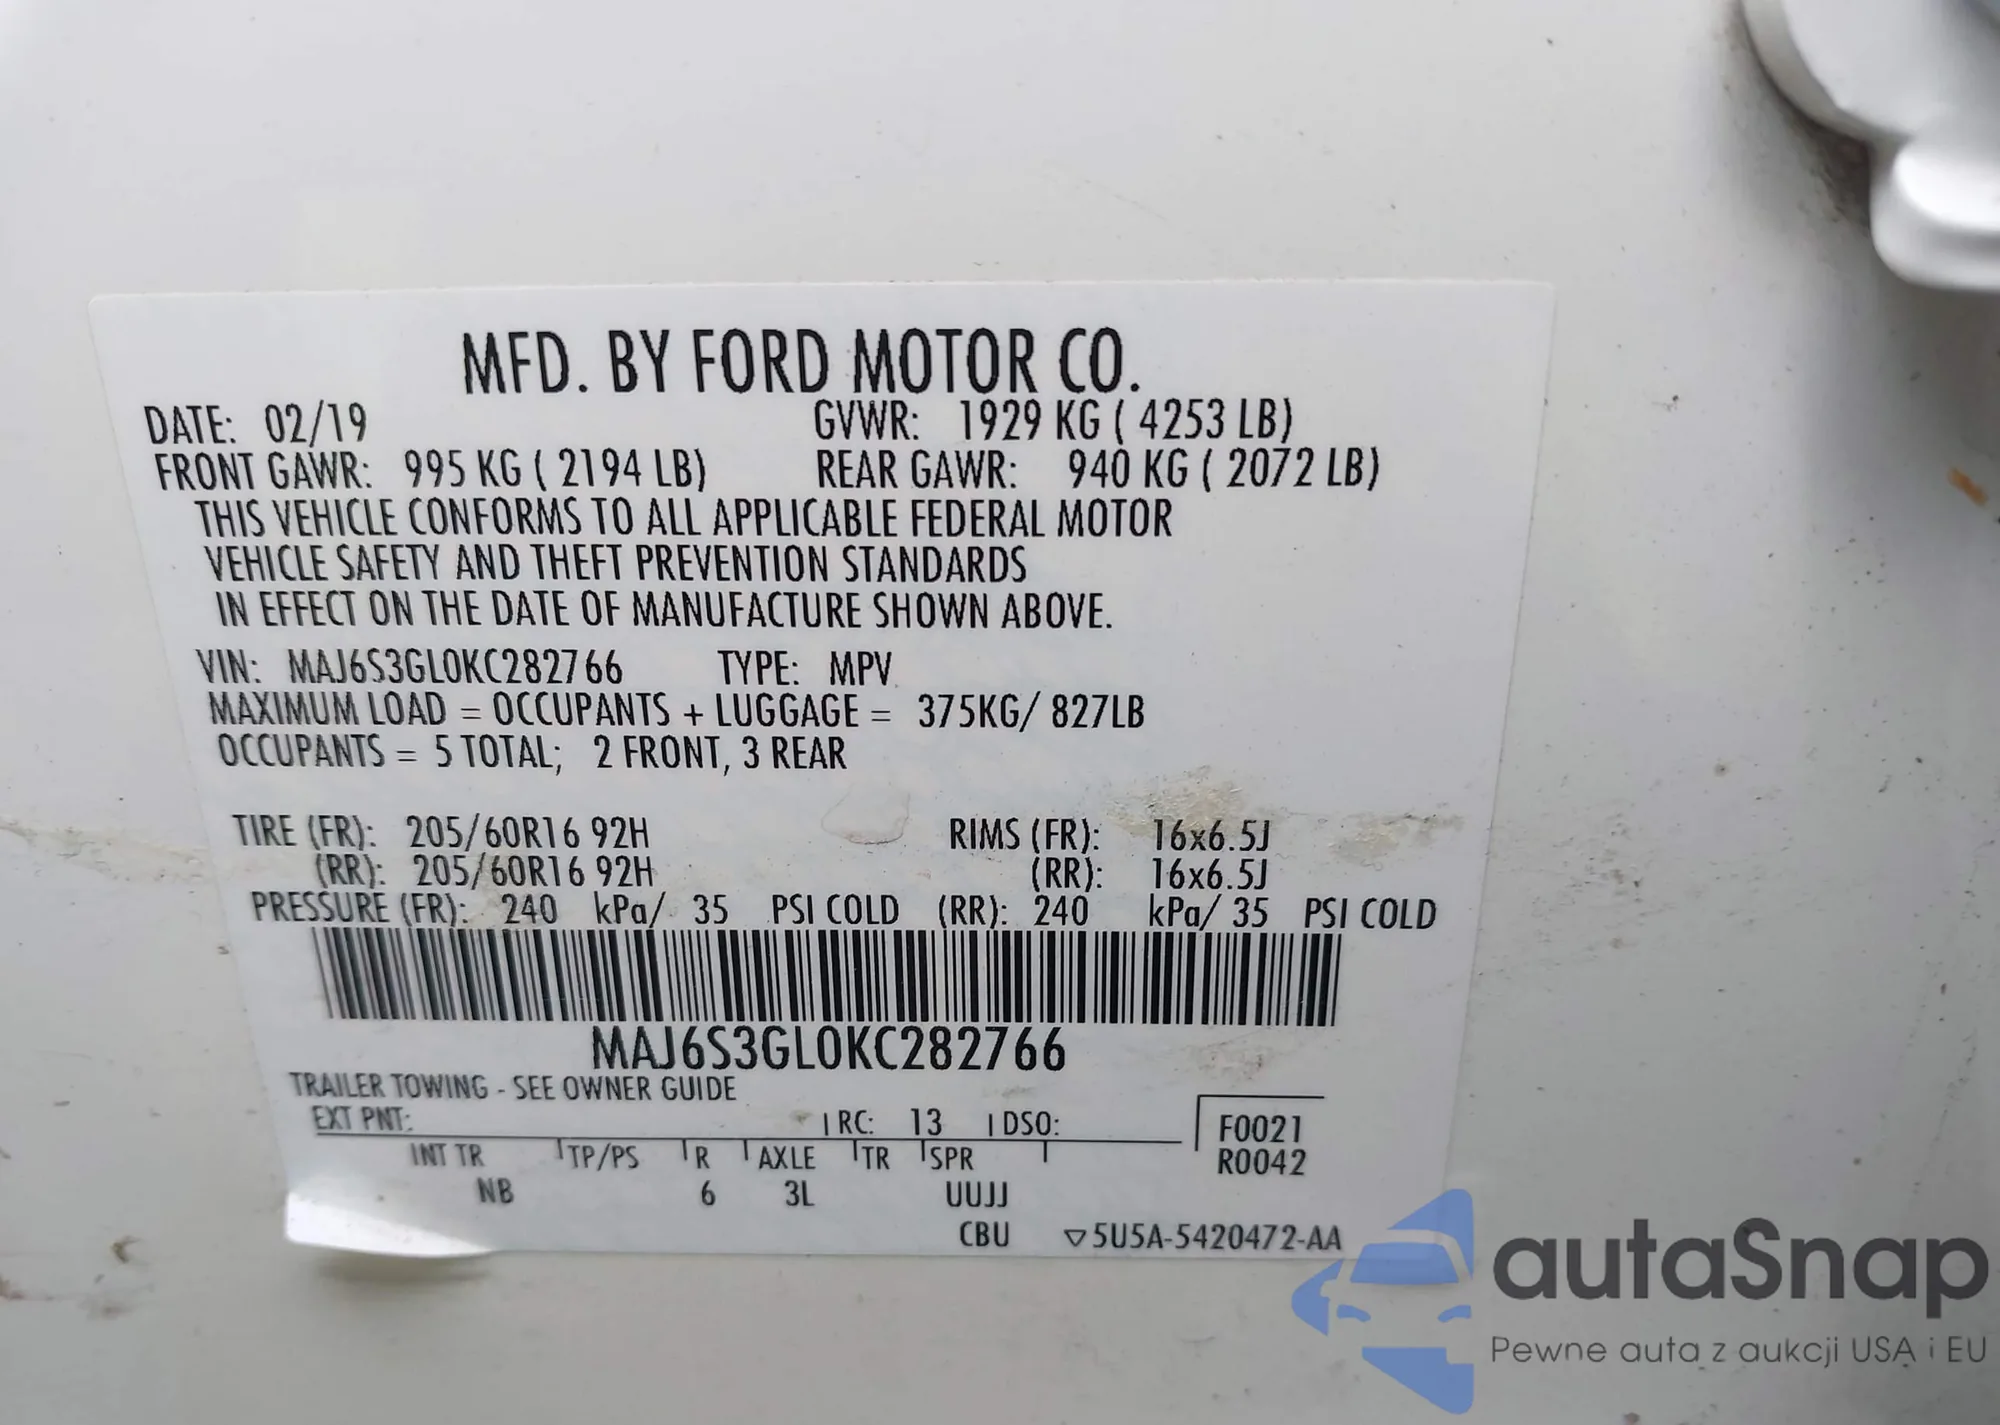 MFD. BY FORD MOTOR CO.
DATE: 02/19 GVWR: 1929 KG ( 4253 LB)
FRONT GAWR: 995 KG ( 2194 LB) REAR GAWR: 940 KG ( 2072 LB)
THIS VEHICLE CONFORMS TO ALL APPLICABLE FEDERAL MOTOR
VEHICLE SAFETY AND THEFT PREVENTION STANDARDS
IN EFFECT ON THE DATE OF MANUFACTURE SHOWN ABOVE.
VIN: MAJ6S3GL0KC282766 TYPE: MPV
MAXIMUM LOAD = OCCUPANTS + LUGGAGE = 375KG/ 827LB
OCCUPANTS = 5 TOTAL; 2 FRONT, 3 REAR
TIRE (FR): 205/60R16 92H RIMS (FR): 16x6.5J
(RR): 205/60R16 92H (RR): 16x6.5J
PRESSURE (FR): 240 kPa/ 35 PSI COLD (RR): 240 kPa/ 35 PSI COLD
MAJ6S3GL0KC282766
TRAILER TOWING - SEE OWNER GUIDE
EXT PNT: RC: 13 DSO: F0021
R0042
INT TR TP/PS R AXLE TR SPR
NB 6 3L UUJJ
CBU ▽5U5A-5420472-AA
autaSnap
Pewne auta z aukcji USA i EU